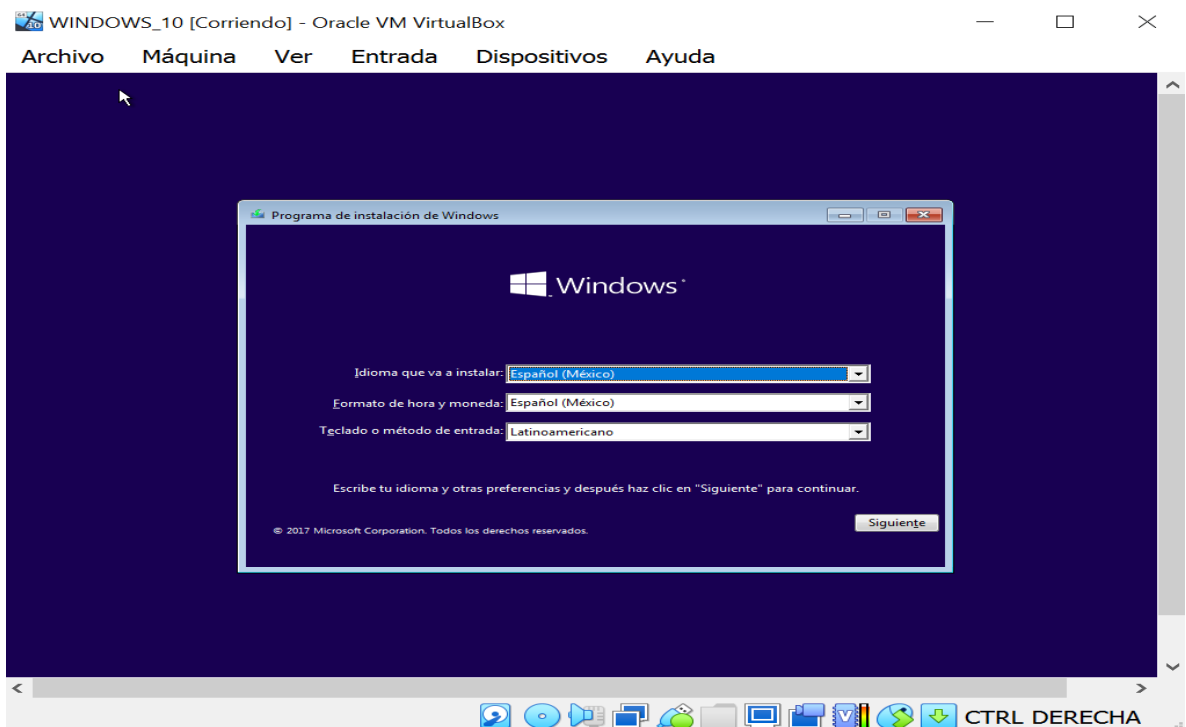 WINDOWS_10 [Corriendo] - Oracle VM VirtualBox
Archivo Máquina Ver Entrada Dispositivos Ayuda
Programa de instalación de Windows
Windows
Idioma que va a instalar: Español (México)
Formato de hora y moneda: Español (México)
Teclado o método de entrada: Latinoamericano
Escribe tu idioma y otras preferencias y después haz clic en "Siguiente" para continuar.
Siguiente
© 2017 Microsoft Corporation. Todos los derechos reservados.
CTRL DERECHA